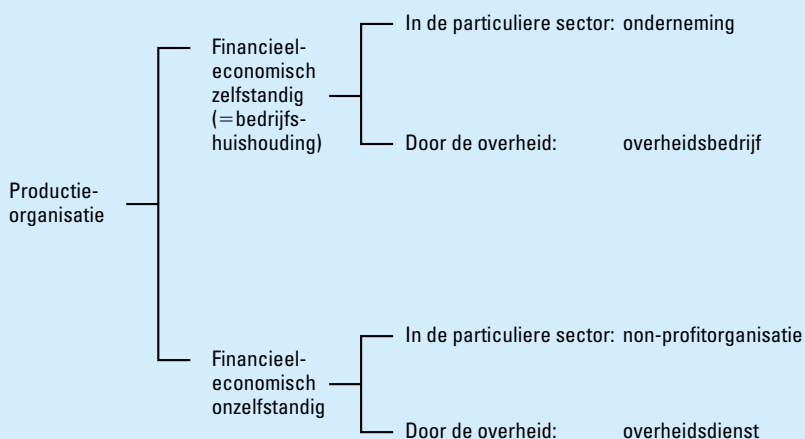 In de particuliere sector: onderneming
Financieel-
economisch
zelfstandig
(=bedrijfs-
huishouding)
Door de overheid: overheidsbedrijf
Productie-
organisatie
In de particuliere sector: non-profitorganisatie
Financieel-
economisch
onzelfstandig
Door de overheid: overheidsdienst